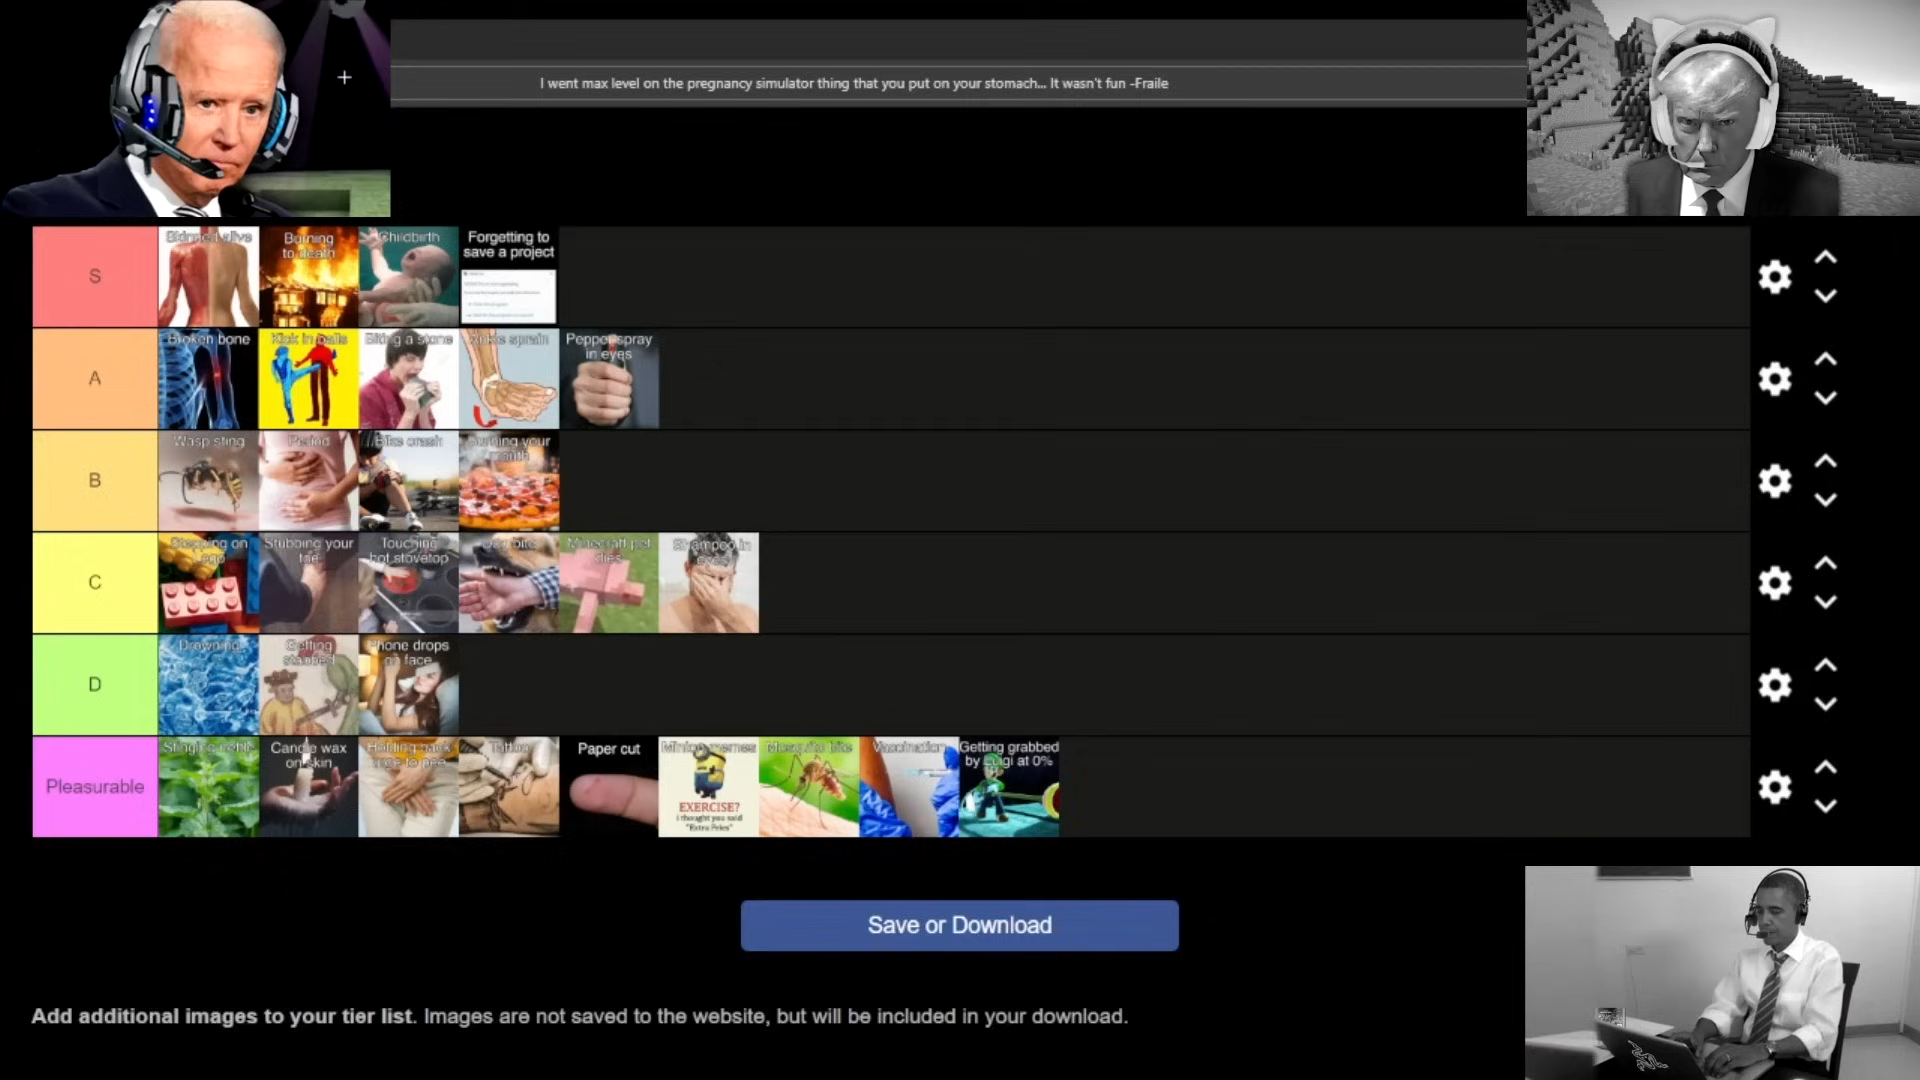 I went max level on the pregnancy simulator thing that you put on your stomach... It wasn't fun -Fraile
S
Skinned alive
Burning
to death
Childbirth
Forgetting to
save a project
A
Broken bone
Kick in balls
Biting a stone
Ankle sprain
Pepper spray
in eyes
B
Wasp sting
Period
Bike crash
Burning your
mouth
C
Stepping on
Lego
Stubbing your
toe
Touching
hot stovetop
Dog bite
Minecraft pet
dies
Shampoo in
eyes
D
Drowning
Getting
stabbed
Phone drops
on face
Pleasurable
Stinging nettle
Candle wax
on skin
Holding back
urge to pee
Tattoo
Paper cut
Minion memes
EXERCISE?
i thought you said
"Extra Fries"
Mosquito bite
Vaccination
Getting grabbed
by Luigi at 0%
Save or Download
Add additional images to your tier list. Images are not saved to the website, but will be included in your download.